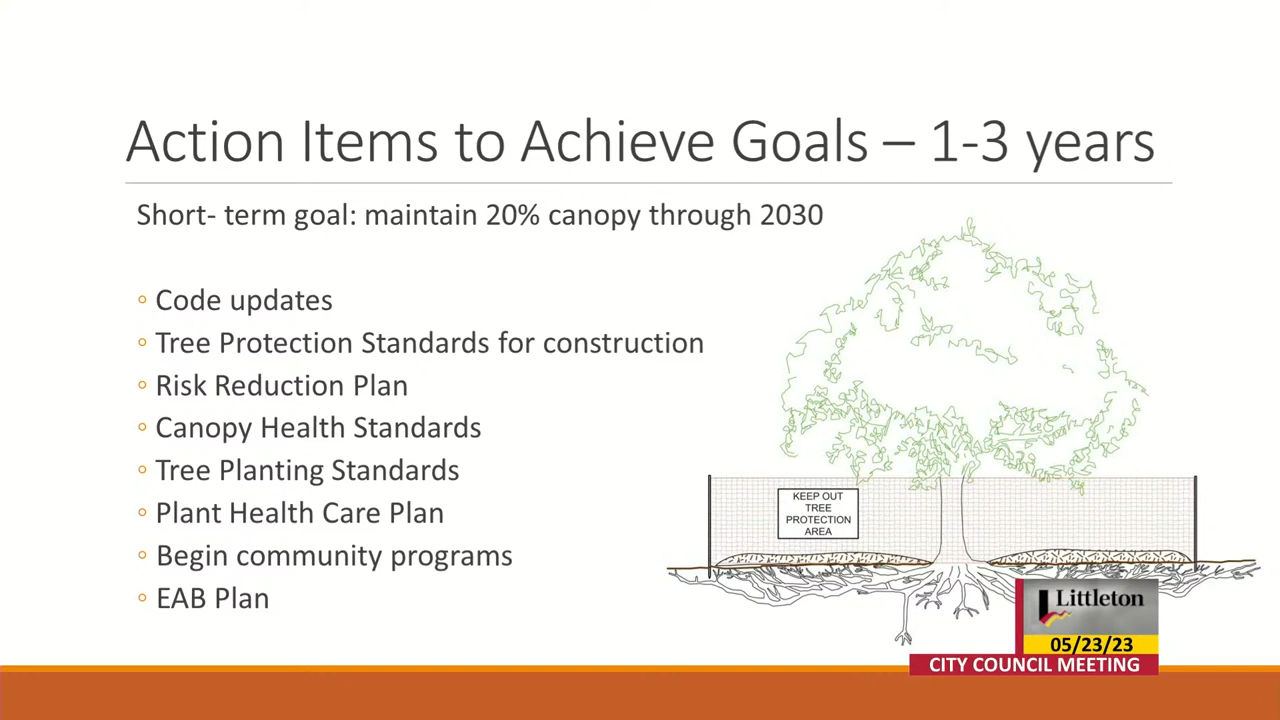 Action Items to Achieve Goals – 1-3 years
Short- term goal: maintain 20% canopy through 2030
◦ Code updates
◦ Tree Protection Standards for construction
◦ Risk Reduction Plan
◦ Canopy Health Standards
◦ Tree Planting Standards
◦ Plant Health Care Plan
◦ Begin community programs
◦ EAB Plan
KEEP OUT
TREE
PROTECTION
AREA
Littleton
05/23/23
CITY COUNCIL MEETING